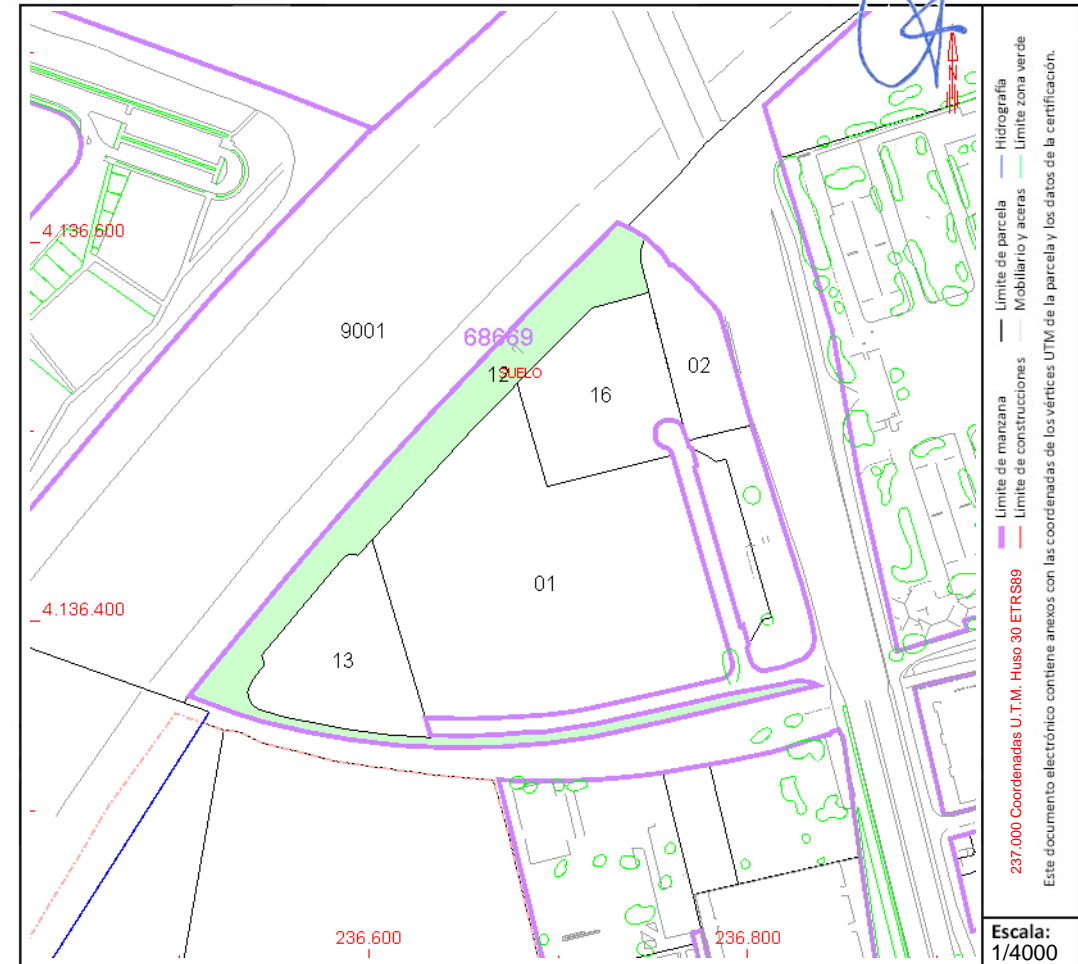 4.136.600
9001
68669
12
SUELO
16
02
4.136.400
01
13
236.600
236.800
Límite de manzana
Límite de parcela
Hidrografía
Límite de construcciones
Mobiliario y aceras
Límite zona verde
237.000 Coordenadas U.T.M. Huso 30 ETRS89
Este documento electrónico contiene anexos con las coordenadas de los vértices UTM de la parcela y los datos de la certificación.
Escala:
1/4000